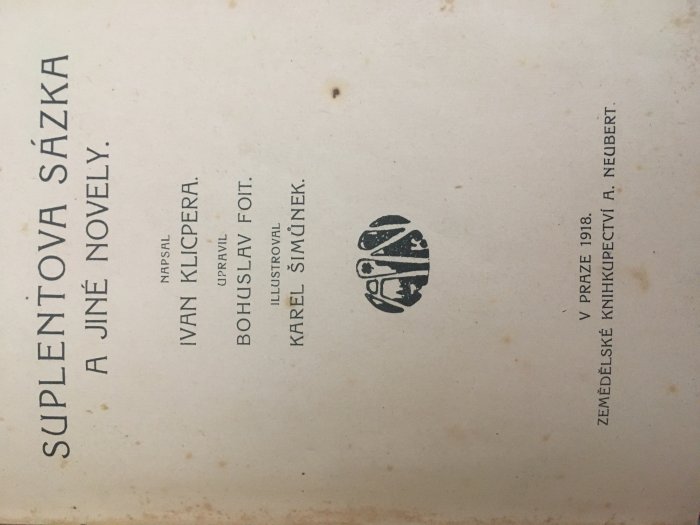 SUPLENTOVA SÁZKA
A JINÉ NOVELY.
NAPSAL
IVAN KLICPERA.
UPRAVIL
BOHUSLAV FOIT.
ILLUSTROVAL
KAREL ŠIMŮNEK.
V PRAZE 1918.
ZEMĚDĚLSKÉ KNIHKUPECTVÍ A. NEUBERT.